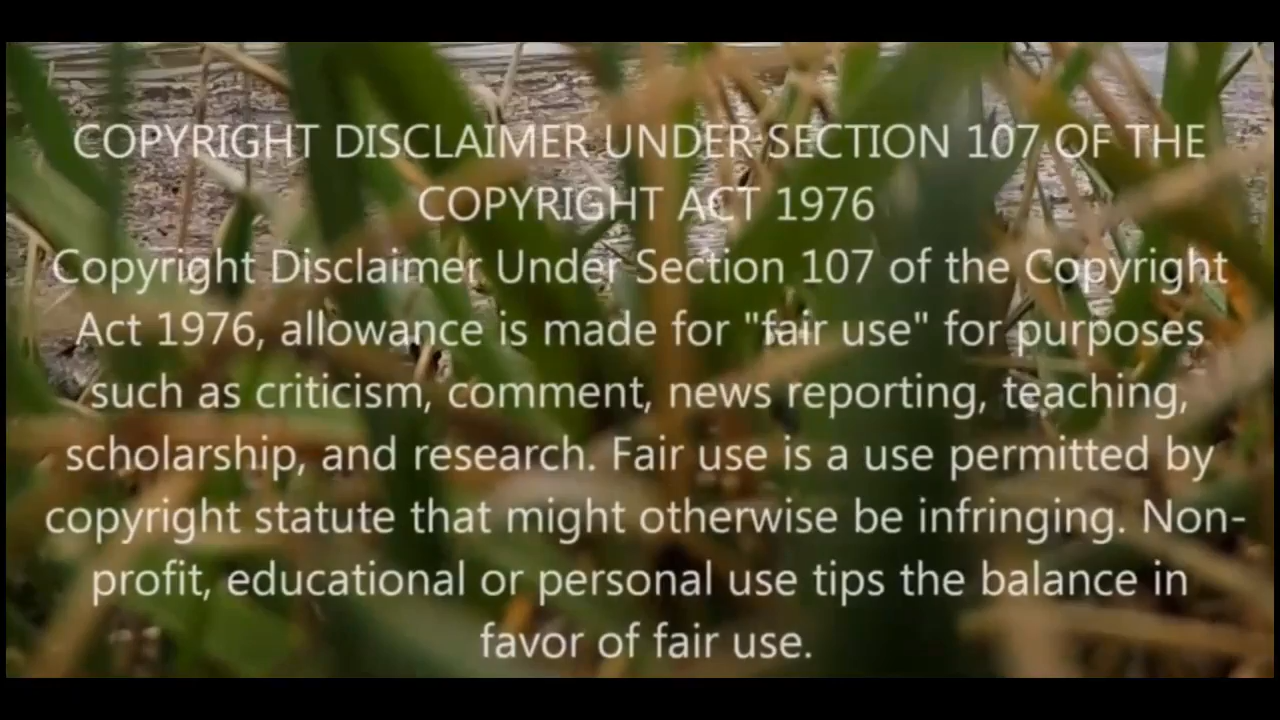 COPYRIGHT DISCLAIMER UNDER SECTION 107 OF THE
COPYRIGHT ACT 1976
Copyright Disclaimer Under Section 107 of the Copyright
Act 1976, allowance is made for "fair use" for purposes
such as criticism, comment, news reporting, teaching,
scholarship, and research. Fair use is a use permitted by
copyright statute that might otherwise be infringing. Non-
profit, educational or personal use tips the balance in
favor of fair use.